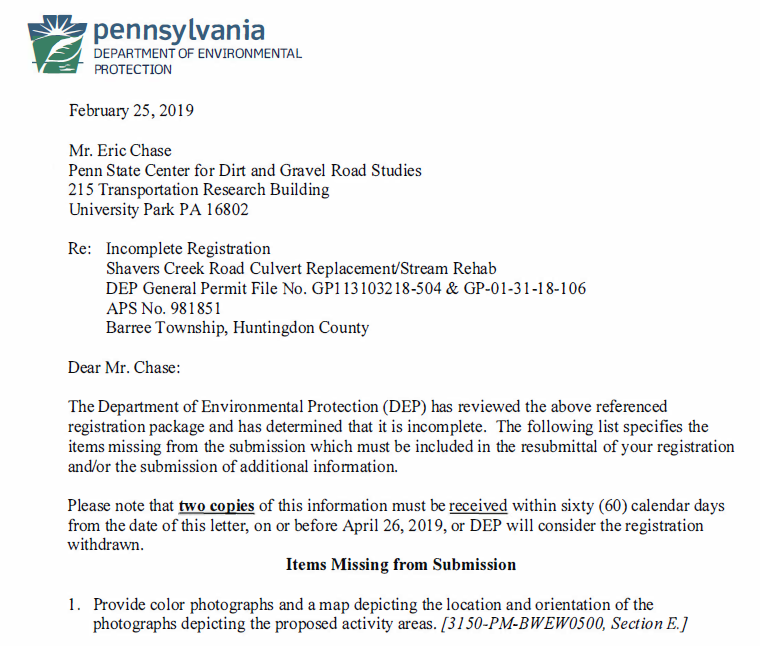 pennsylvania
DEPARTMENT OF ENVIRONMENTAL
PROTECTION
February 25, 2019
Mr. Eric Chase
Penn State Center for Dirt and Gravel Road Studies
215 Transportation Research Building
University Park PA 16802
Re: Incomplete Registration
Shavers Creek Road Culvert Replacement/Stream Rehab
DEP General Permit File No. GP113103218-504 & GP-01-31-18-106
APS No. 981851
Barree Township, Huntingdon County
Dear Mr. Chase:
The Department of Environmental Protection (DEP) has reviewed the above referenced
registration package and has determined that it is incomplete. The following list specifies the
items missing from the submission which must be included in the resubmittal of your registration
and/or the submission of additional information.
Please note that two copies of this information must be received within sixty (60) calendar days
from the date of this letter, on or before April 26, 2019, or DEP will consider the registration
withdrawn.
Items Missing from Submission
1. Provide color photographs and a map depicting the location and orientation of the
photographs depicting the proposed activity areas. [3150-PM-BWEW0500, Section E.]